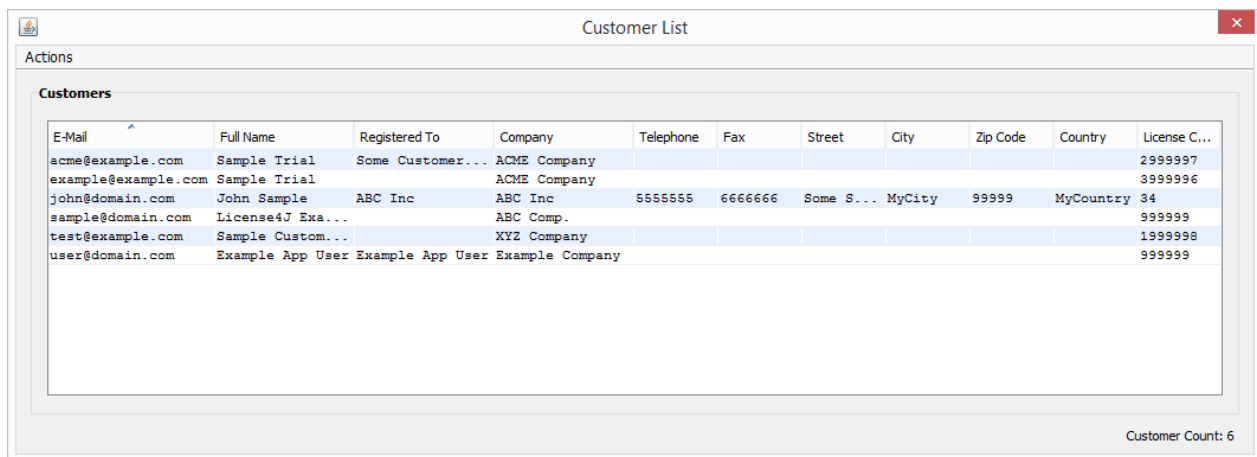 Customer List
Actions
Customers
E-Mail Full Name Registered To Company Telephone Fax Street City Zip Code Country License C...
acme@example.com Sample Trial Some Customer... ACME Company 2999997
example@example.com Sample Trial ACME Company 3999996
john@domain.com John Sample ABC Inc ABC Inc 5555555 6666666 Some S... MyCity 99999 MyCountry 34
sample@domain.com License4J Exa... ABC Comp. 999999
test@example.com Sample Custom... XYZ Company 1999998
user@domain.com Example App User Example App User Example Company 999999
Customer Count: 6